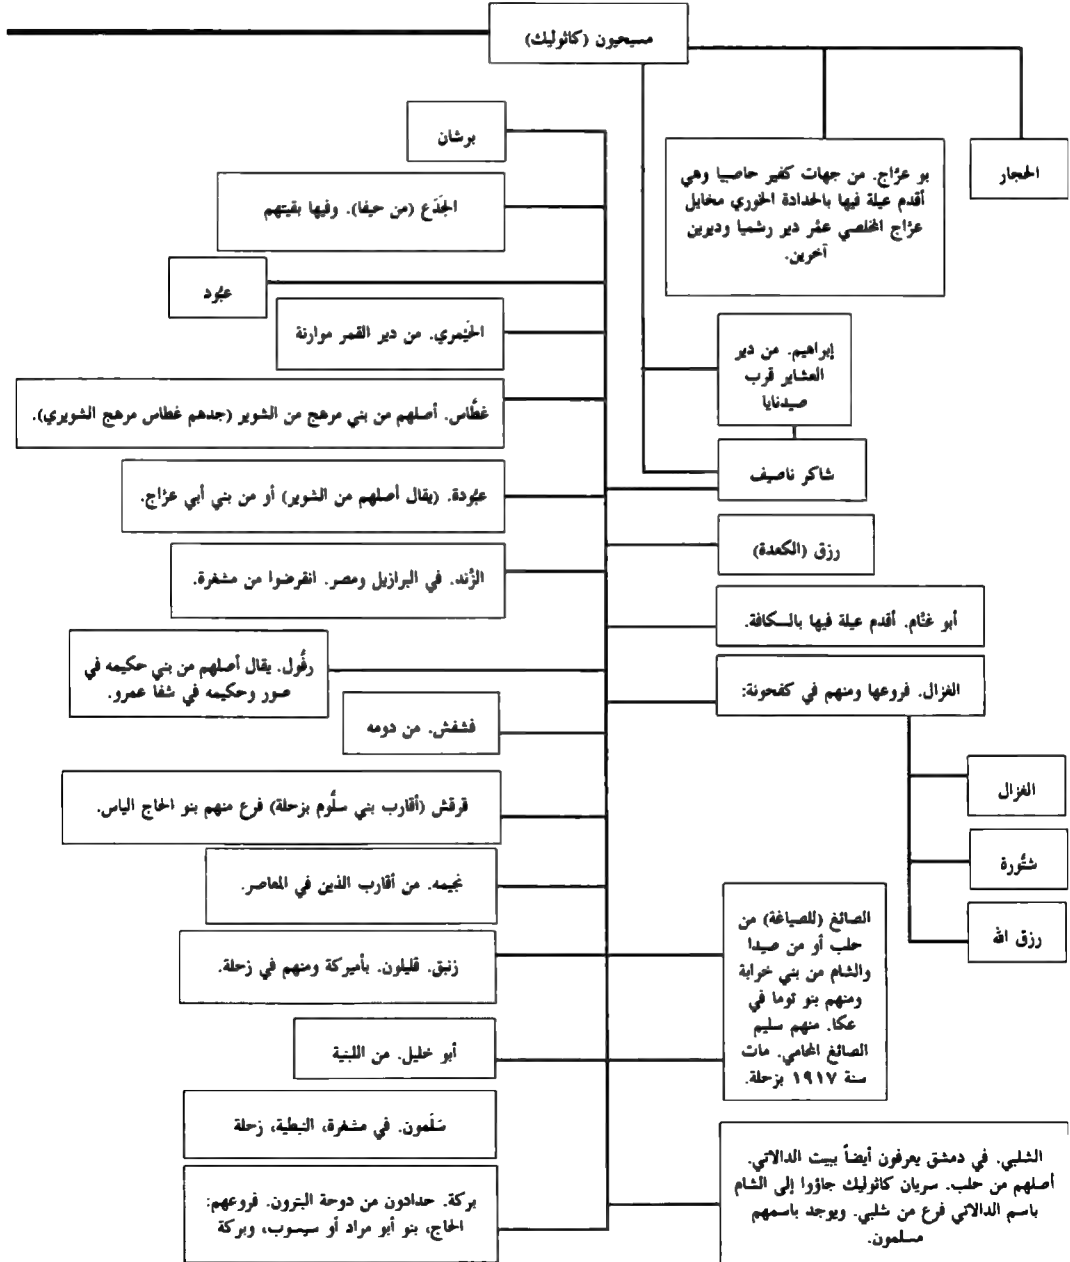 مسيحيون (كاثوليك)
الحجار
بو عرّاج. من جهات كفير حاصبيا وهي
أقدم عيلة فيها بالحدادة الخوري مخايل
عرّاج المخلصي عمّر دير رشميا وديرين
آخرين.
إبراهيم. من دير
العشاير قرب
صيدنايا
شاكر ناصيف
رزق (الكعدة)
أبو غنّام. أقدم عيلة فيها بالسكافة.
الغزال. فروعها ومنهم في كفحونة:
الغزال
شتُّورة
رزق الله
الصائغ (للصياغة) من
حلب أو من صيدا
والشام من بني خرابة
ومنهم بنو توما في
عكا. منهم سليم
الصائغ المحامي. مات
سنة ١٩١٧ بزحلة.
الشلبي. في دمشق يعرفون أيضاً ببيت الدالاتي.
أصلهم من حلب. سريان كاثوليك جاؤوا إلى الشام
باسم الدالاتي فرع من شلبي. ويوجد باسمهم
مسلمون.
برشان
الجَدَع (من حيفا). وفيها بقيتهم
عبُّود
الحَيْمري. من دير القمر موارنة
غطَّاس. أصلهم من بني مرهج من الشوير (جدهم غطاس مرهج الشويري).
عبُّودة. (يقال أصلهم من الشوير) أو من بني أبي عرّاج.
الزُند. في البرازيل ومصر. انقرضوا من مشغرة.
رفُّول. يقال أصلهم من بني حكيمه في
صور وحكيمه في شفا عمرو.
فشفش. من دومه
قرقش (أقارب بني سلُّوم بزحلة) فرع منهم بنو الحاج الياس.
نجيمه. من أقارب الذين في المعاصر.
زنبق. قليلون. بأميركة ومنهم في زحلة.
أبو خليل. من اللبنية
سَلَمون. في مشغرة، النبطية، زحلة
بركة. حدادون من دوحة البترون. فروعهم:
الحاج، بنو أبو مراد أو سيسوب، وبركة